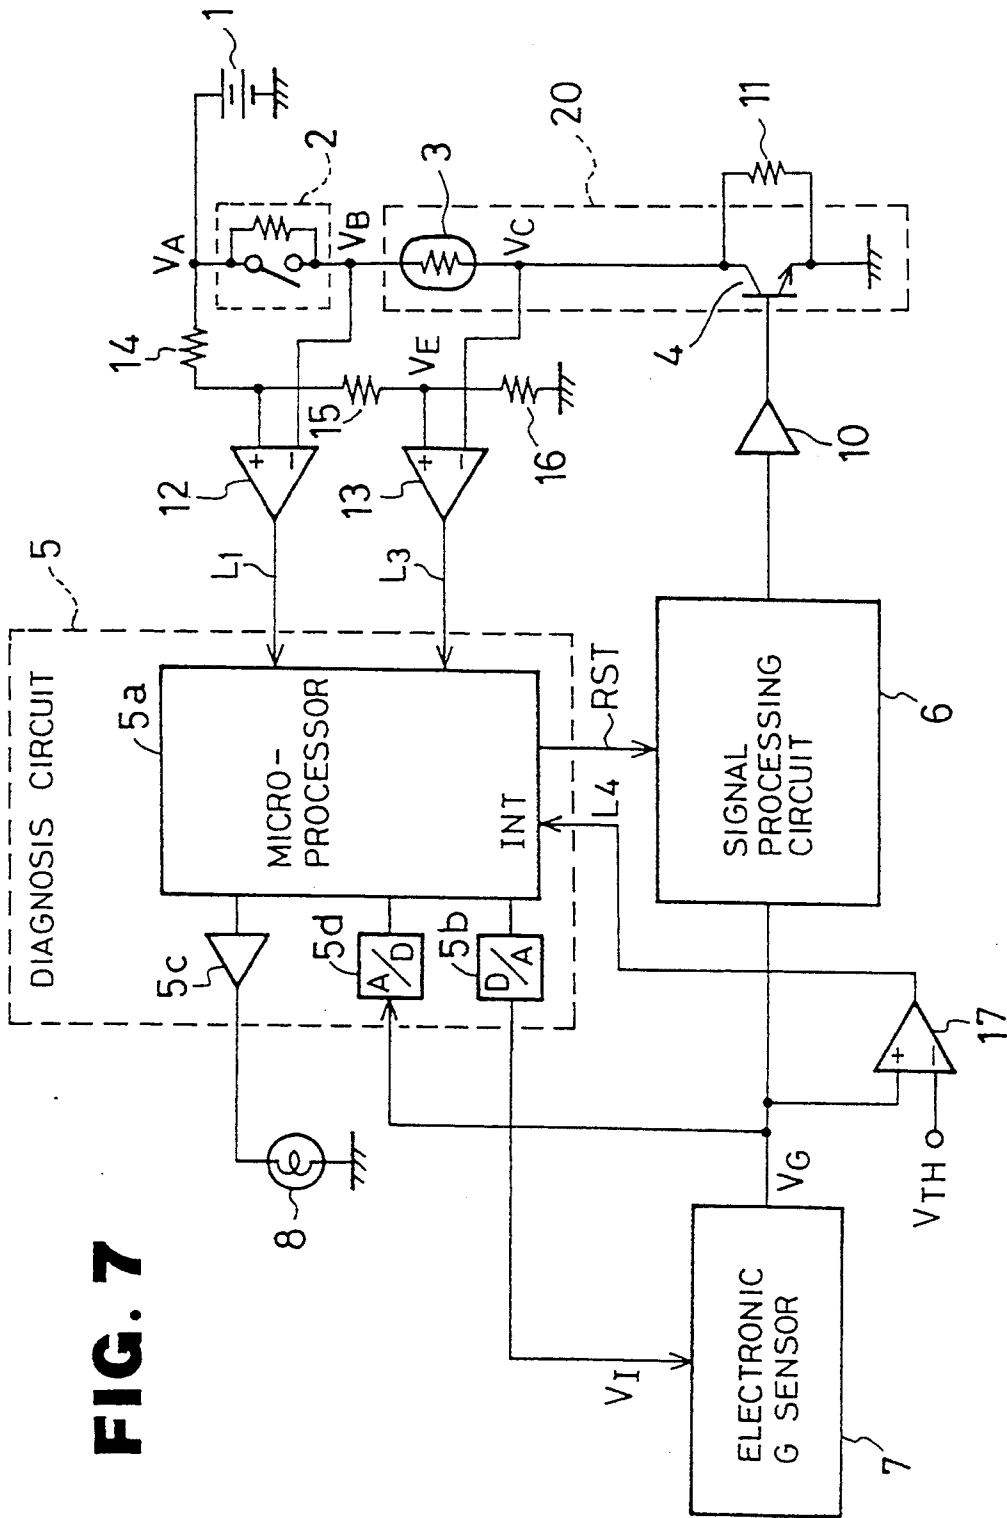 FIG. 7
DIAGNOSIS CIRCUIT
5
5a
MICRO-
PROCESSOR
INT
5c
5d
A/D
5b
D/A
8
L1
L3
L4
RST
12
+
−
13
+
−
14
15
16
VA
VB
VC
VE
1
2
3
20
11
4
10
SIGNAL
PROCESSING
CIRCUIT
6
17
+
−
VTH
VG
VI
ELECTRONIC
G SENSOR
7